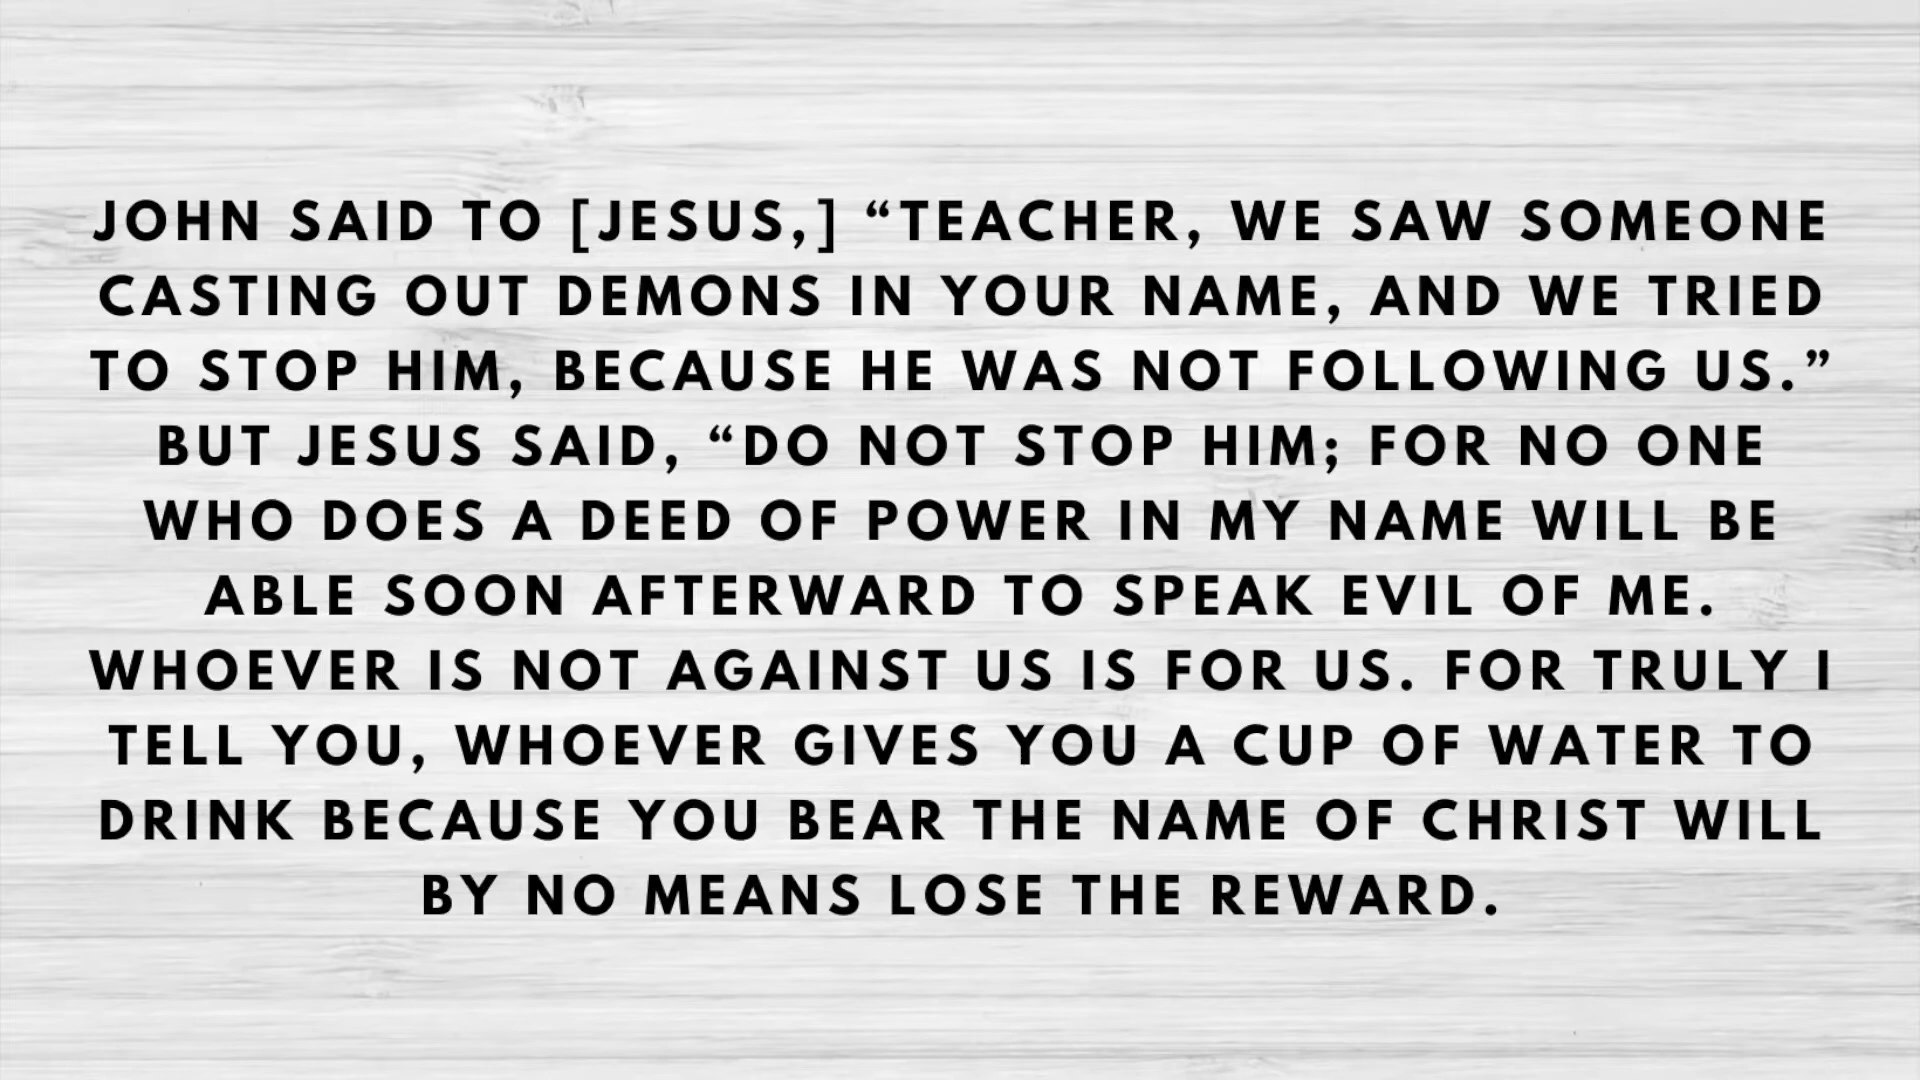 JOHN SAID TO [JESUS,] “TEACHER, WE SAW SOMEONE
CASTING OUT DEMONS IN YOUR NAME, AND WE TRIED
TO STOP HIM, BECAUSE HE WAS NOT FOLLOWING US.”
BUT JESUS SAID, “DO NOT STOP HIM; FOR NO ONE
WHO DOES A DEED OF POWER IN MY NAME WILL BE
ABLE SOON AFTERWARD TO SPEAK EVIL OF ME.
WHOEVER IS NOT AGAINST US IS FOR US. FOR TRULY I
TELL YOU, WHOEVER GIVES YOU A CUP OF WATER TO
DRINK BECAUSE YOU BEAR THE NAME OF CHRIST WILL
BY NO MEANS LOSE THE REWARD.